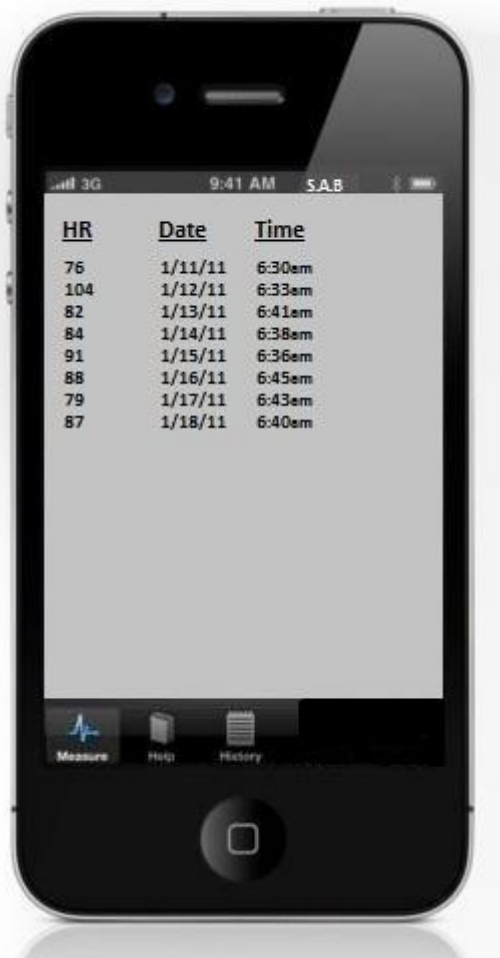 3G 9:41 AM S.A.B
HR Date Time
76 1/11/11 6:30am
104 1/12/11 6:33am
82 1/13/11 6:41am
84 1/14/11 6:38am
91 1/15/11 6:36am
88 1/16/11 6:45am
79 1/17/11 6:43am
87 1/18/11 6:40am
Measure Help History